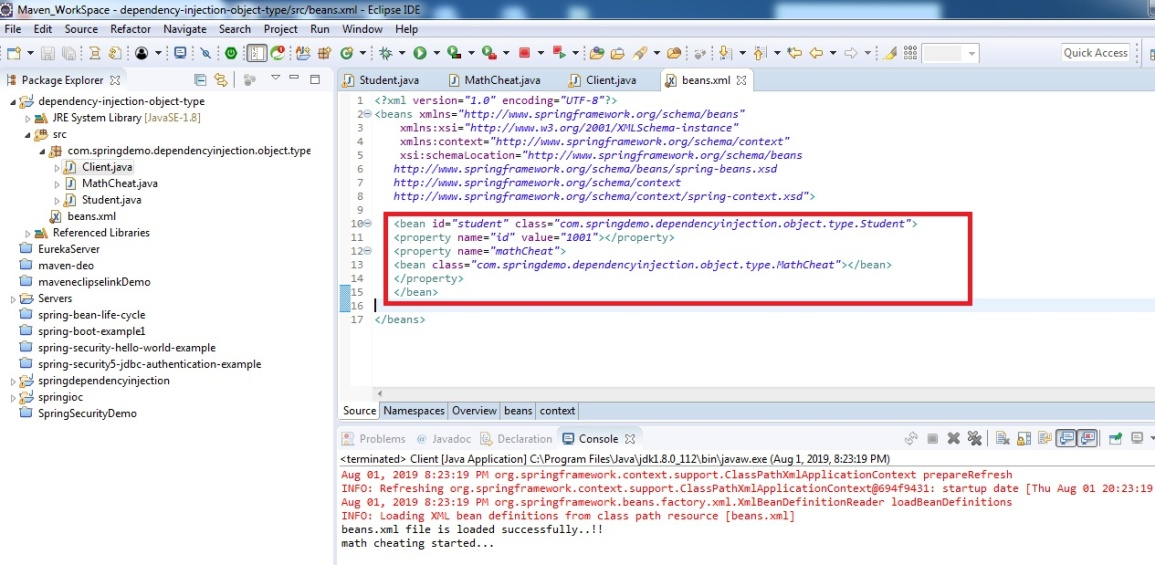 Maven_WorkSpace - dependency-injection-object-type/src/beans.xml - Eclipse IDE
File Edit Source Refactor Navigate Search Project Run Window Help
Quick Access
Package Explorer
dependency-injection-object-type
JRE System Library [JavaSE-1.8]
src
com.springdemo.dependencyinjection.object.type
Client.java
MathCheat.java
Student.java
beans.xml
Referenced Libraries
EurekaServer
maven-deo
maveneclipselinkDemo
Servers
spring-bean-life-cycle
spring-boot-example1
spring-security-hello-world-example
spring-security5-jdbc-authentication-example
springdependencyinjection
springioc
SpringSecurityDemo
Student.java MathCheat.java Client.java beans.xml
1 <?xml version="1.0" encoding="UTF-8"?>
2 <beans xmlns="http://www.springframework.org/schema/beans"
3 xmlns:xsi="http://www.w3.org/2001/XMLSchema-instance"
4 xmlns:context="http://www.springframework.org/schema/context"
5 xsi:schemaLocation="http://www.springframework.org/schema/beans
6 http://www.springframework.org/schema/beans/spring-beans.xsd
7 http://www.springframework.org/schema/context
8 http://www.springframework.org/schema/context/spring-context.xsd">
9
10 <bean id="student" class="com.springdemo.dependencyinjection.object.type.Student">
11 <property name="id" value="1001"></property>
12 <property name="mathCheat">
13 <bean class="com.springdemo.dependencyinjection.object.type.MathCheat"></bean>
14 </property>
15 </bean>
16
17 </beans>
Source Namespaces Overview beans context
Problems @ Javadoc Declaration Console
<terminated> Client [Java Application] C:\Program Files\Java\jdk1.8.0_112\bin\javaw.exe (Aug 1, 2019, 8:23:19 PM)
Aug 01, 2019 8:23:19 PM org.springframework.context.support.ClassPathXmlApplicationContext prepareRefresh
INFO: Refreshing org.springframework.context.support.ClassPathXmlApplicationContext@694f9431: startup date [Thu Aug 01 20:23:19
Aug 01, 2019 8:23:19 PM org.springframework.beans.factory.xml.XmlBeanDefinitionReader loadBeanDefinitions
INFO: Loading XML bean definitions from class path resource [beans.xml]
beans.xml file is loaded successfully..!!
math cheating started...